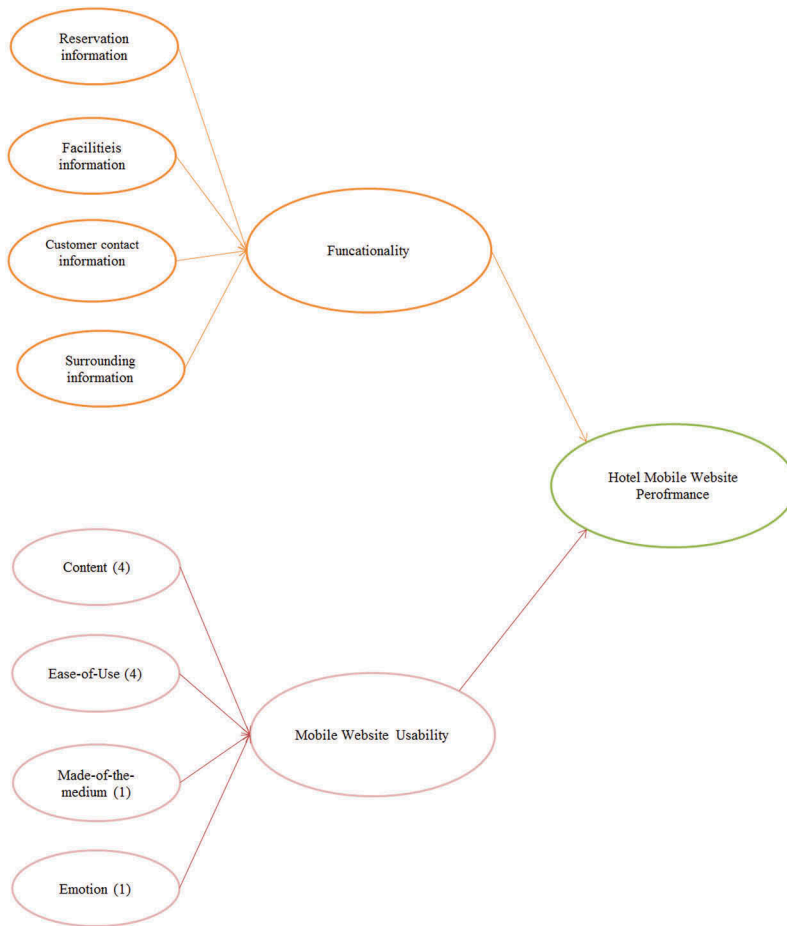 Reservation
information
Facilitieis
information
Customer contact
information
Surrounding
information
Funcationality
Hotel Mobile Website
Perofrmance
Content (4)
Ease-of-Use (4)
Made-of-the-
medium (1)
Emotion (1)
Mobile Website Usability